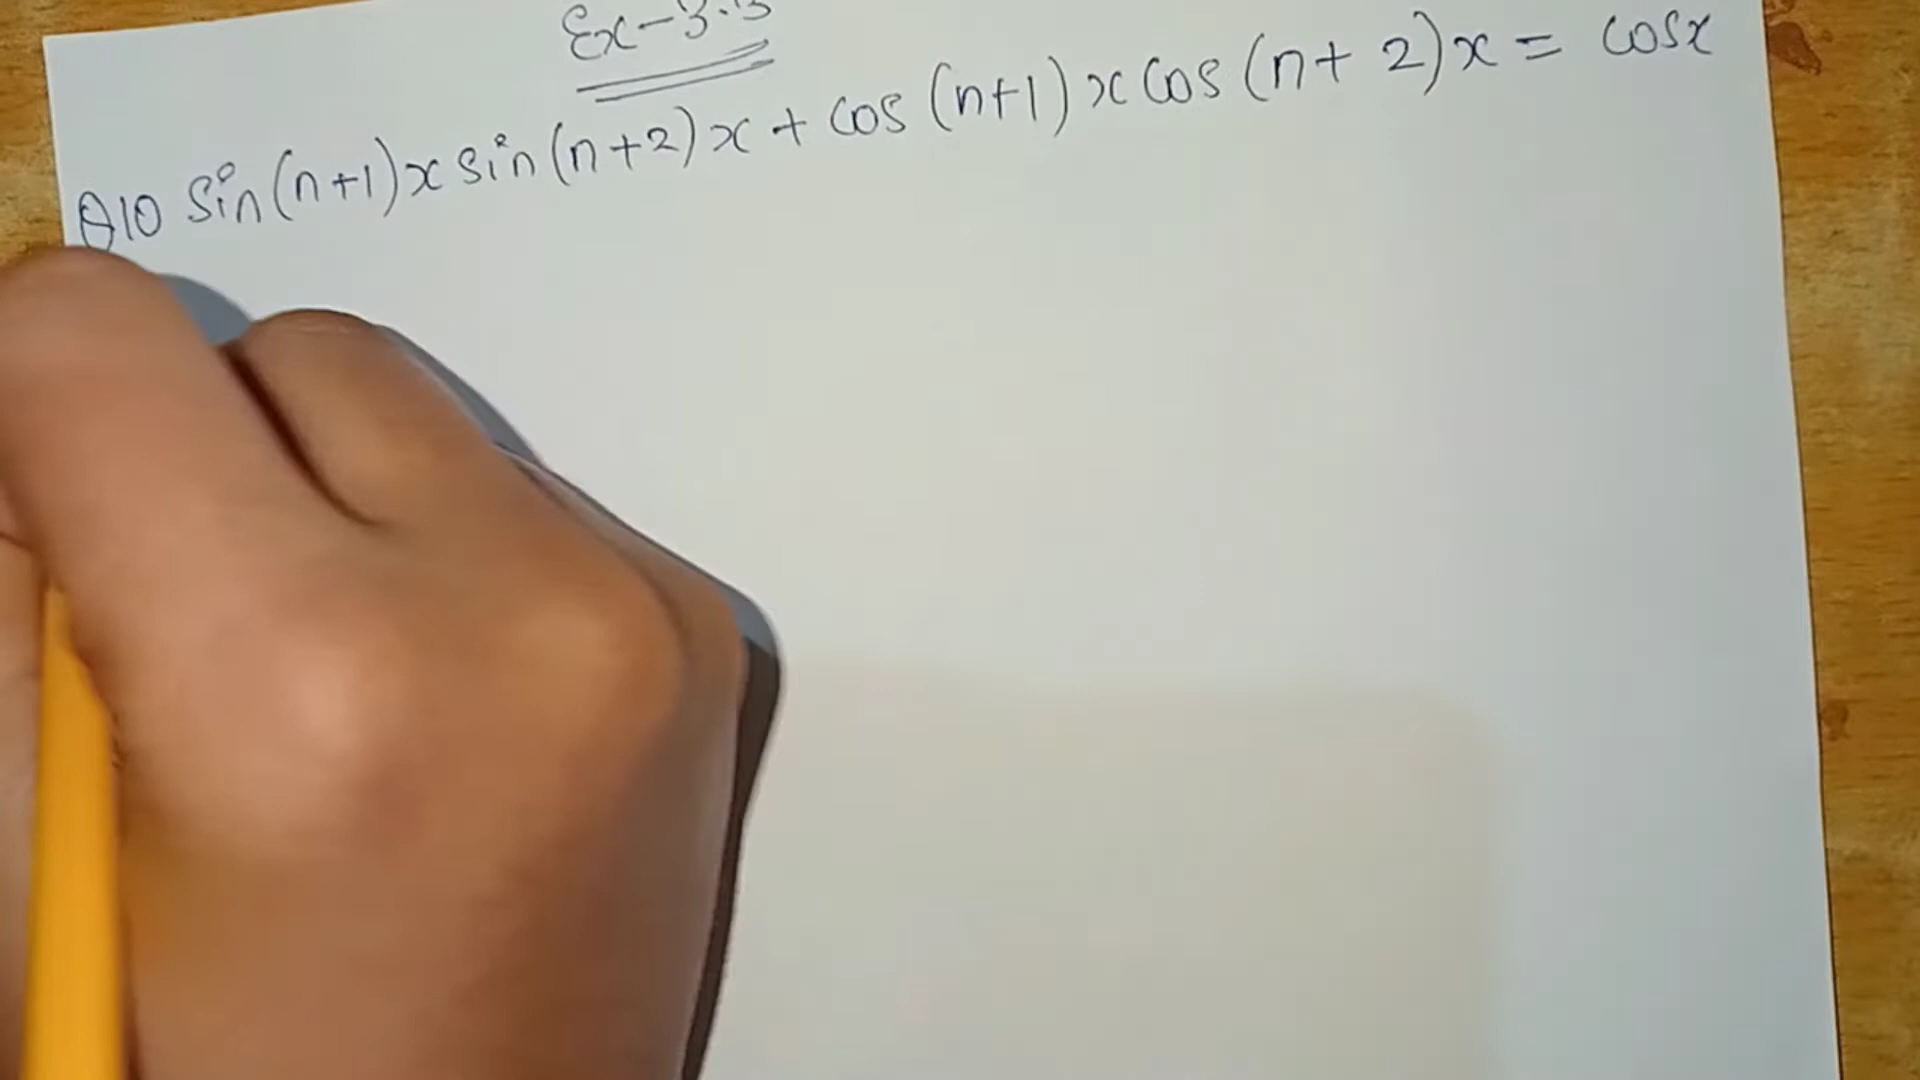 Ex-3.3
Q10 Sin(n+1)x sin(n+2)x + cos(n+1)x cos(n+2)x = cosx